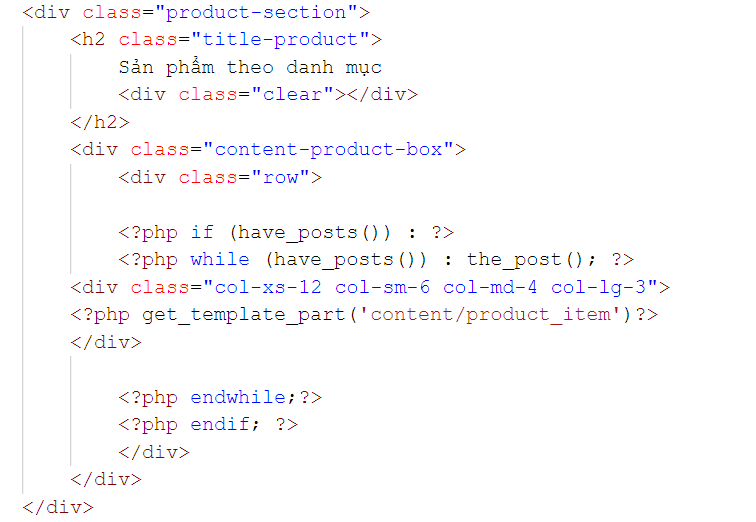 <div class="product-section">
<h2 class="title-product">
Sản phẩm theo danh mục
<div class="clear"></div>
</h2>
<div class="content-product-box">
<div class="row">
<?php if (have_posts()) : ?>
<?php while (have_posts()) : the_post(); ?>
<div class="col-xs-12 col-sm-6 col-md-4 col-lg-3">
<?php get_template_part('content/product_item')?>
</div>
<?php endwhile;?>
<?php endif; ?>
</div>
</div>
</div>